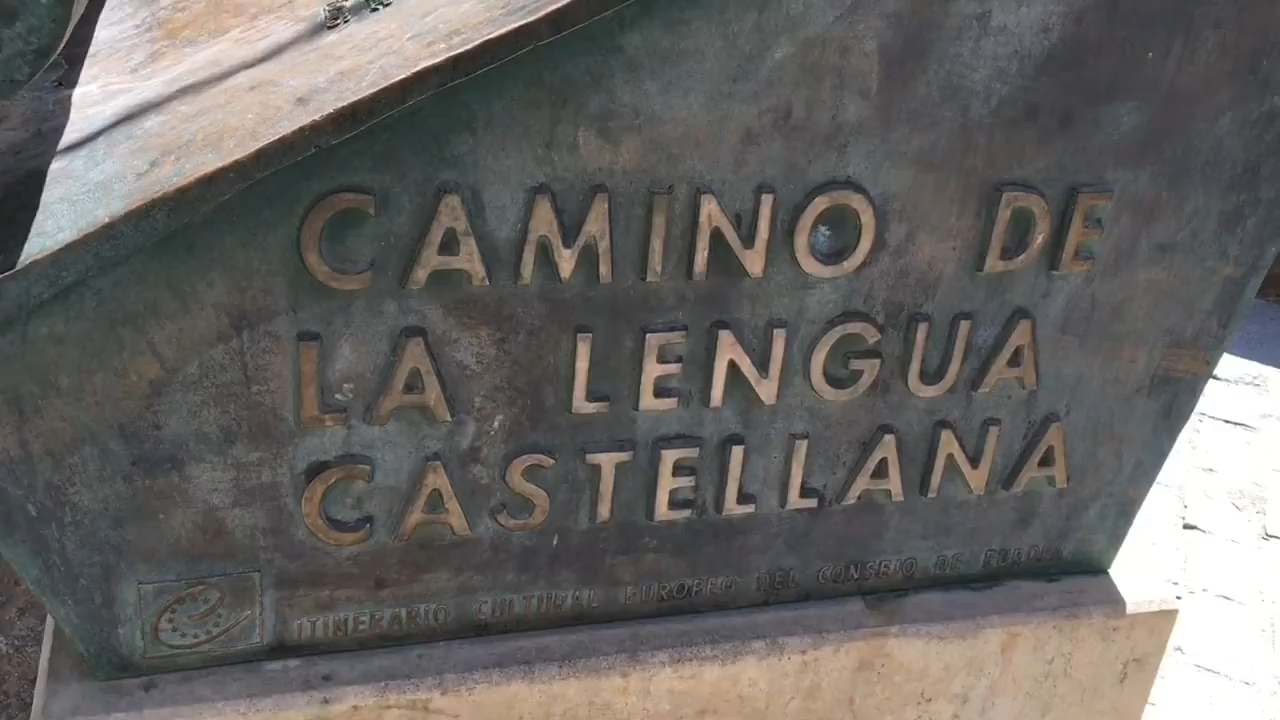 CAMINO DE
LA LENGUA
CASTELLANA
ITINERARIO CULTURAL EUROPEO DEL CONSEJO DE EUROPA